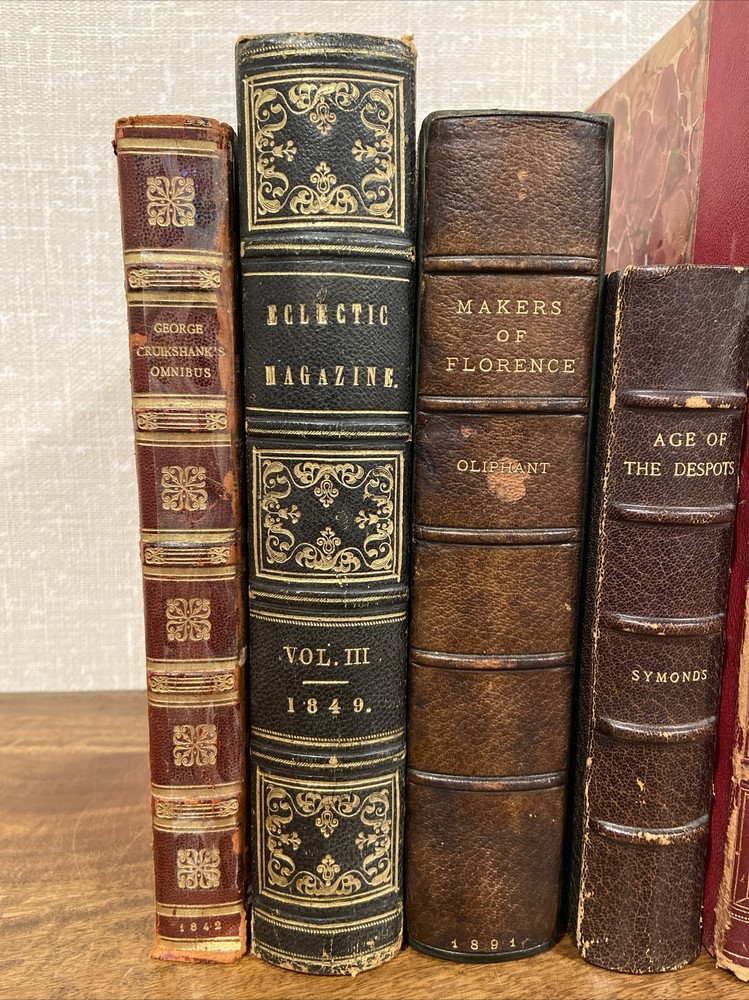 GEORGE
CRUIKSHANK'S
OMNIBUS
1842
ECLECTIC
MAGAZINE.
VOL. III
1849.
MAKERS
OF
FLORENCE
OLIPHANT
1891
AGE OF
THE DESPOTS
SYMONDS